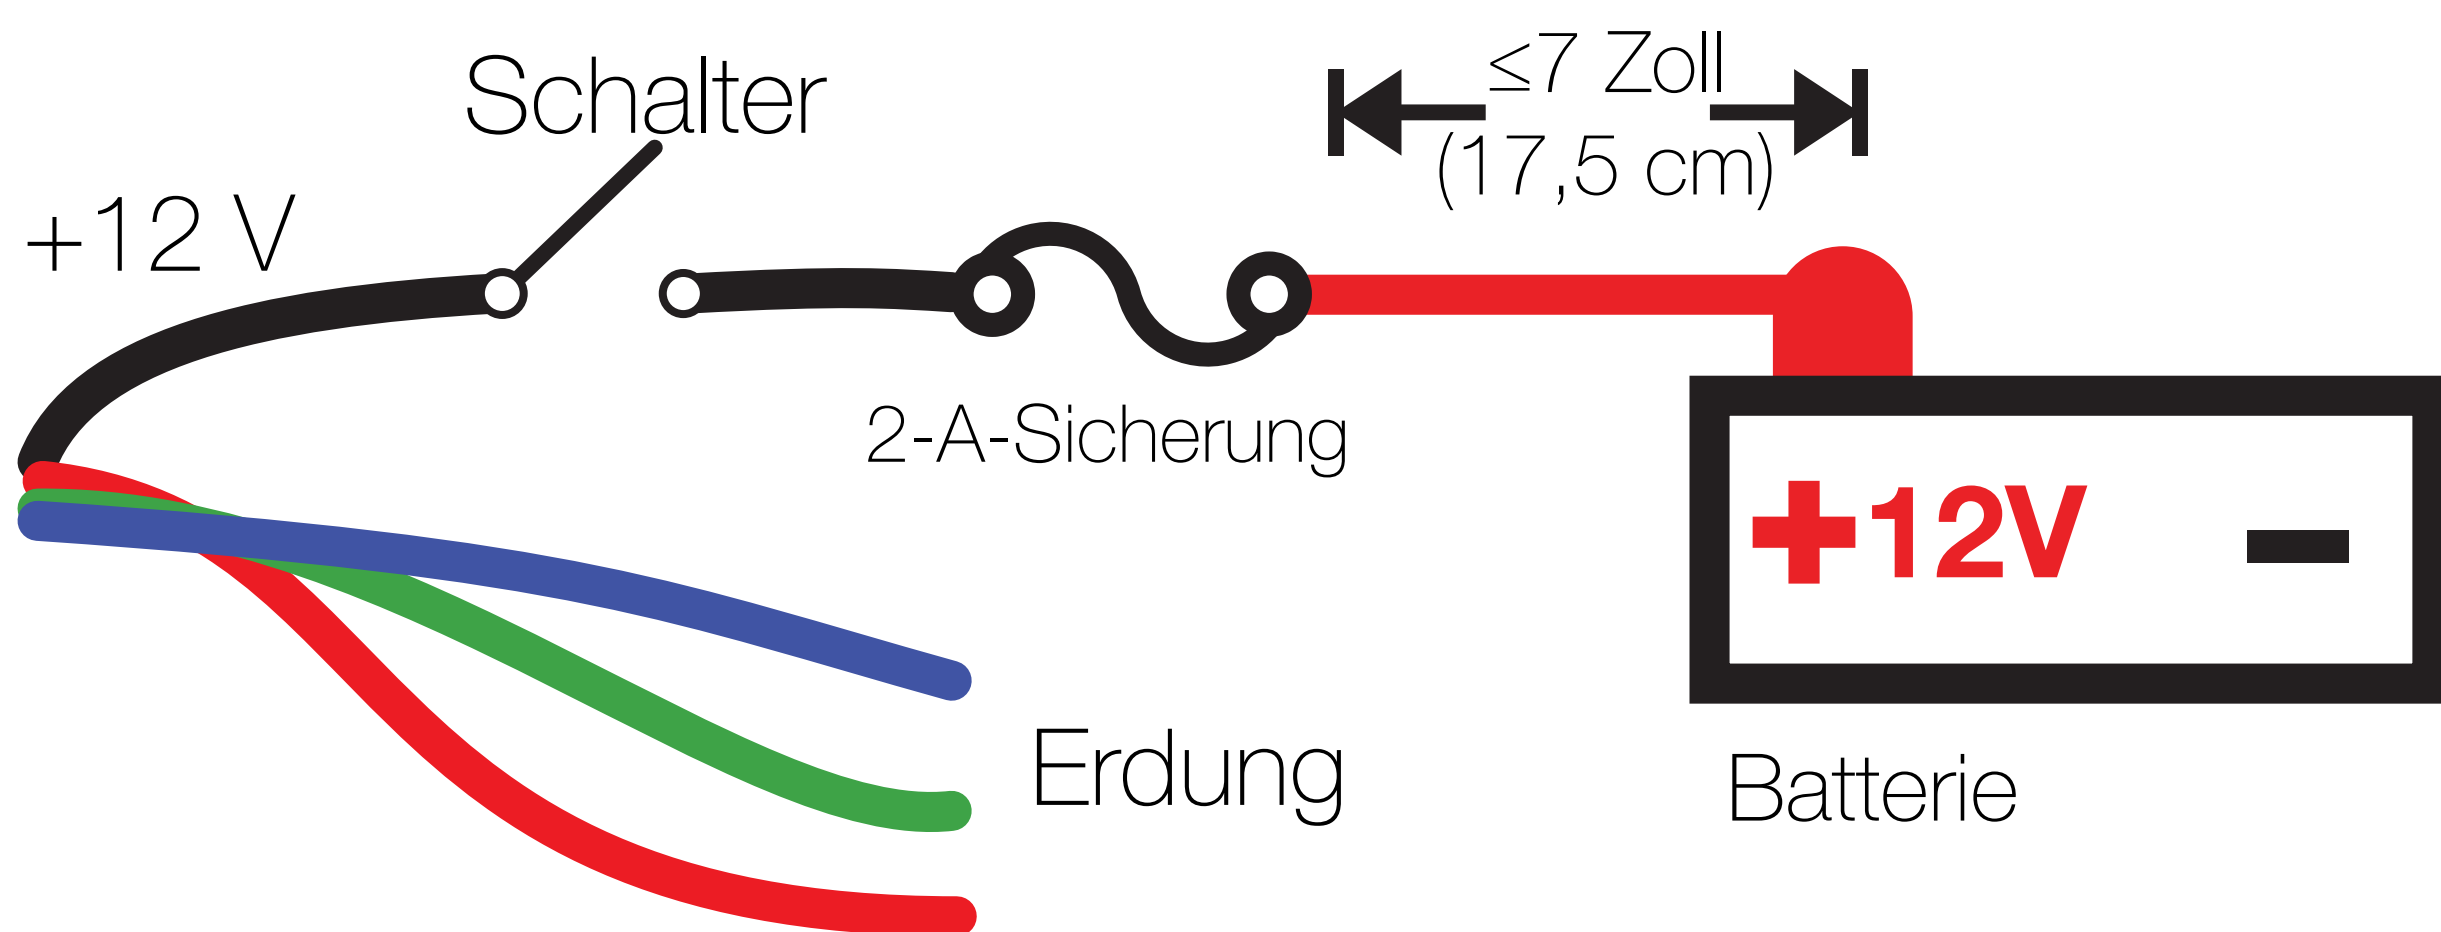 Schalter
≤7 Zoll
(17,5 cm)
+12 V
2-A-Sicherung
+12V −
Erdung
Batterie